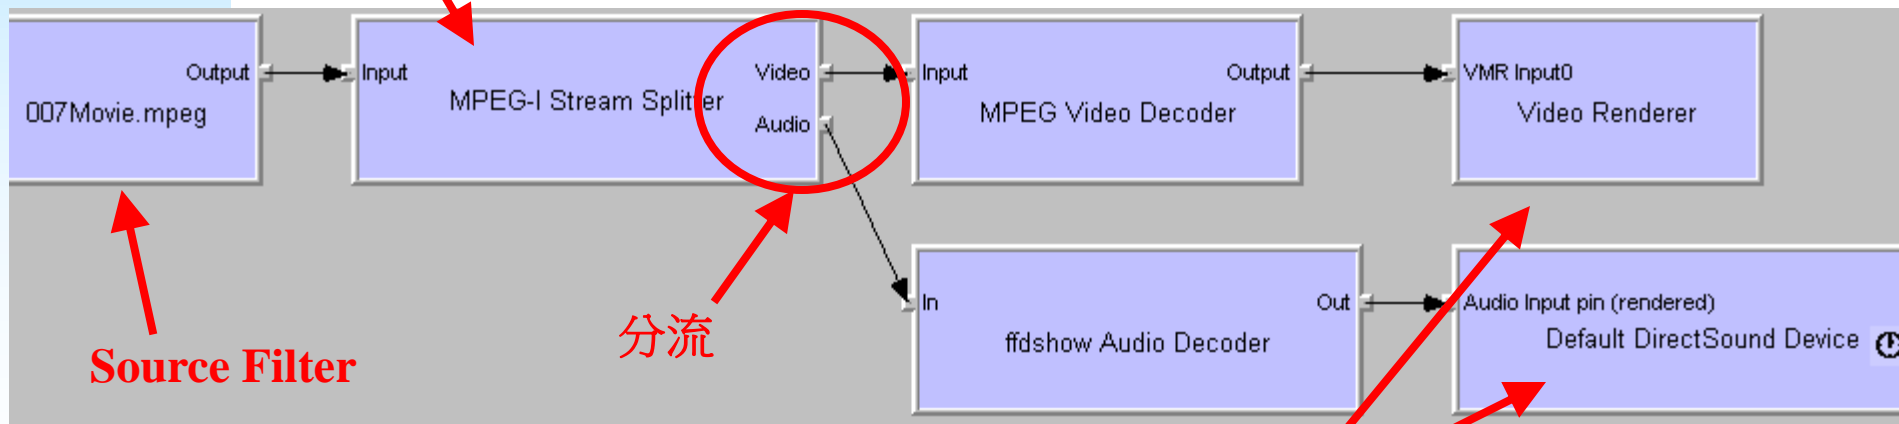 Output
007Movie.mpeg
Input
Video
MPEG-I Stream Splitter
Audio
Input
Output
MPEG Video Decoder
VMR Input0
Video Renderer
In
Out
ffdshow Audio Decoder
Audio Input pin (rendered)
Default DirectSound Device
分流
Source Filter